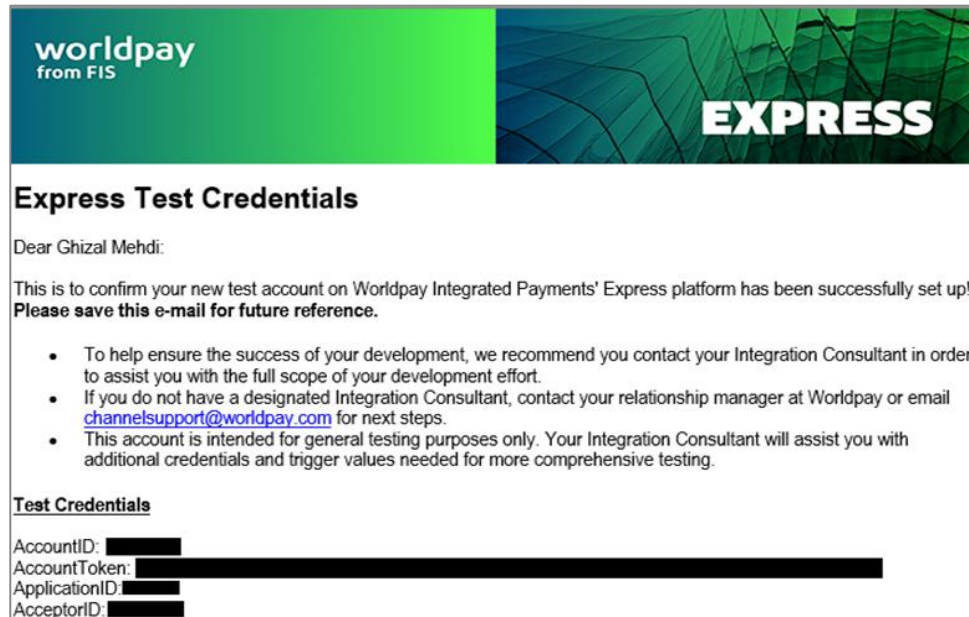 worldpay
from FIS
EXPRESS
Express Test Credentials
Dear Ghizal Mehdi:
This is to confirm your new test account on Worldpay Integrated Payments' Express platform has been successfully set up!
Please save this e-mail for future reference.
• To help ensure the success of your development, we recommend you contact your Integration Consultant in order
to assist you with the full scope of your development effort.
• If you do not have a designated Integration Consultant, contact your relationship manager at Worldpay or email
channelsupport@worldpay.com for next steps.
• This account is intended for general testing purposes only. Your Integration Consultant will assist you with
additional credentials and trigger values needed for more comprehensive testing.
Test Credentials
AccountID:
AccountToken:
ApplicationID:
AcceptorID: